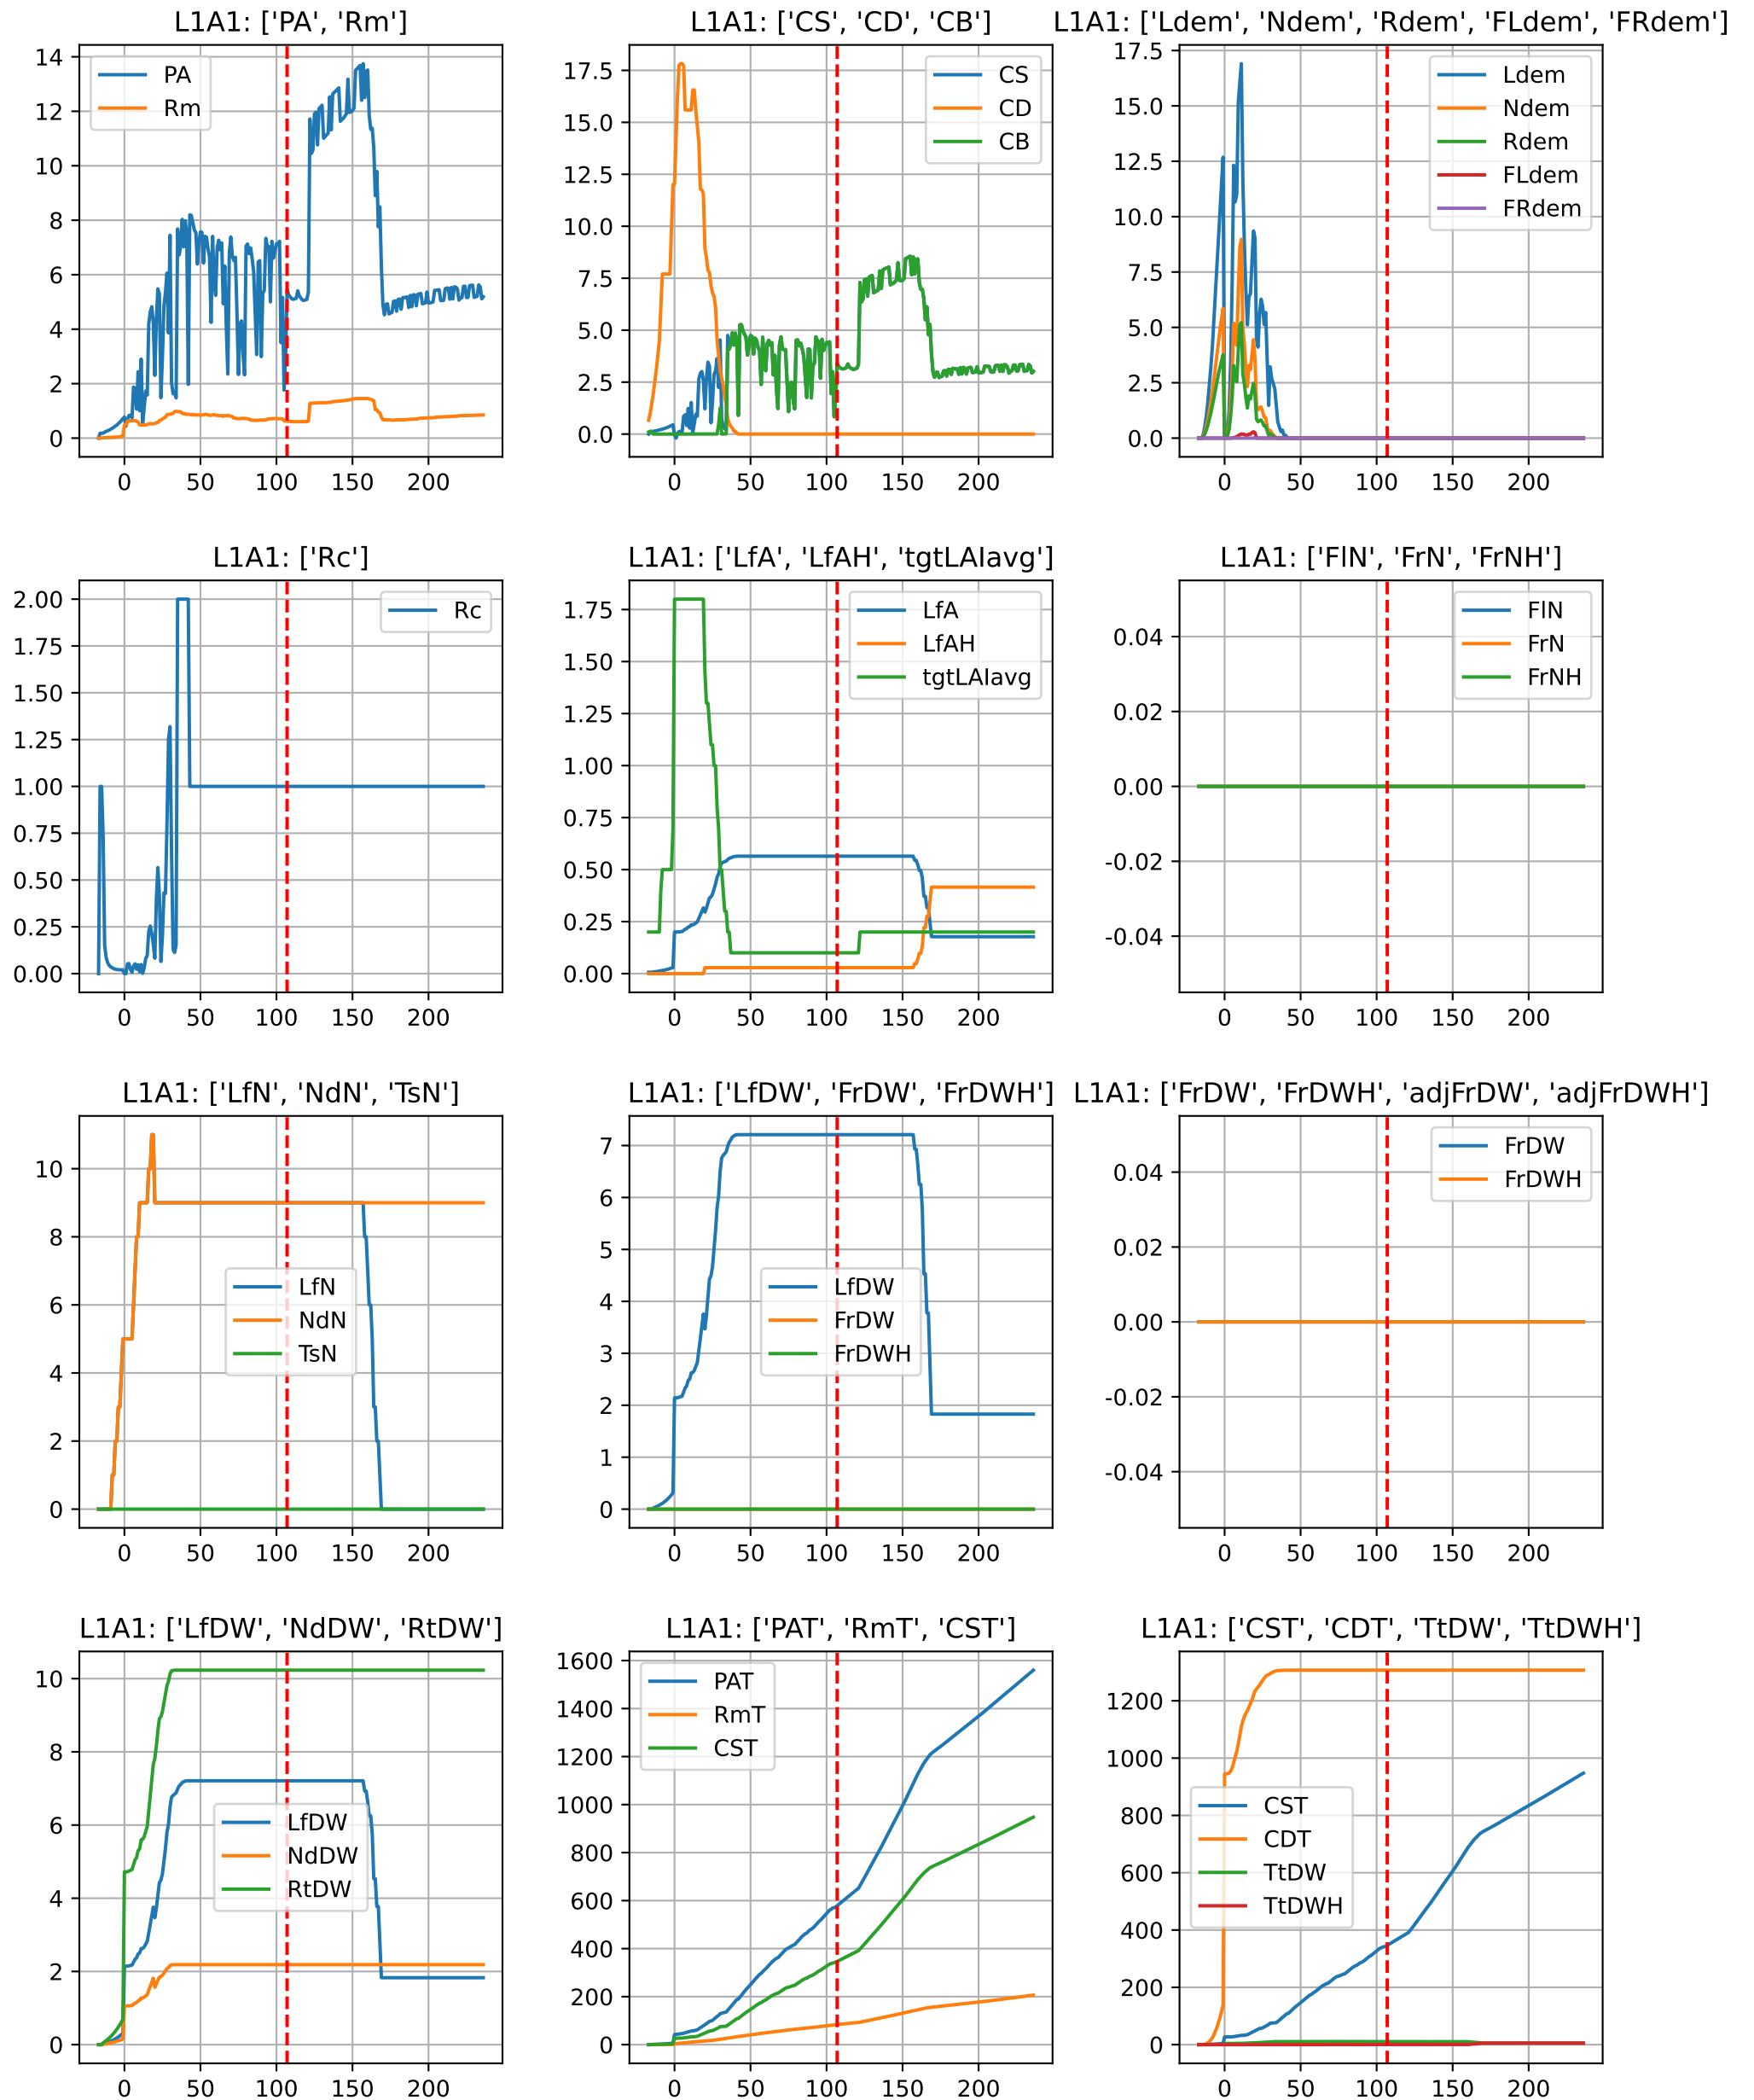 L1A1: ['PA', 'Rm']
14
12
10
8
6
4
2
0
0 50 100 150 200
PA
Rm
L1A1: ['CS', 'CD', 'CB']
17.5
15.0
12.5
10.0
7.5
5.0
2.5
0.0
0 50 100 150 200
CS
CD
CB
L1A1: ['Ldem', 'Ndem', 'Rdem', 'FLdem', 'FRdem']
17.5
15.0
12.5
10.0
7.5
5.0
2.5
0.0
0 50 100 150 200
Ldem
Ndem
Rdem
FLdem
FRdem
L1A1: ['Rc']
2.00
1.75
1.50
1.25
1.00
0.75
0.50
0.25
0.00
0 50 100 150 200
Rc
L1A1: ['LfA', 'LfAH', 'tgtLAIavg']
1.75
1.50
1.25
1.00
0.75
0.50
0.25
0.00
0 50 100 150 200
LfA
LfAH
tgtLAIavg
L1A1: ['FlN', 'FrN', 'FrNH']
0.04
0.02
0.00
-0.02
-0.04
0 50 100 150 200
FlN
FrN
FrNH
L1A1: ['LfN', 'NdN', 'TsN']
10
8
6
4
2
0
0 50 100 150 200
LfN
NdN
TsN
L1A1: ['LfDW', 'FrDW', 'FrDWH']
7
6
5
4
3
2
1
0
0 50 100 150 200
LfDW
FrDW
FrDWH
L1A1: ['FrDW', 'FrDWH', 'adjFrDW', 'adjFrDWH']
0.04
0.02
0.00
-0.02
-0.04
0 50 100 150 200
FrDW
FrDWH
L1A1: ['LfDW', 'NdDW', 'RtDW']
10
8
6
4
2
0
0 50 100 150 200
LfDW
NdDW
RtDW
L1A1: ['PAT', 'RmT', 'CST']
1600
1400
1200
1000
800
600
400
200
0
0 50 100 150 200
PAT
RmT
CST
L1A1: ['CST', 'CDT', 'TtDW', 'TtDWH']
1200
1000
800
600
400
200
0
0 50 100 150 200
CST
CDT
TtDW
TtDWH